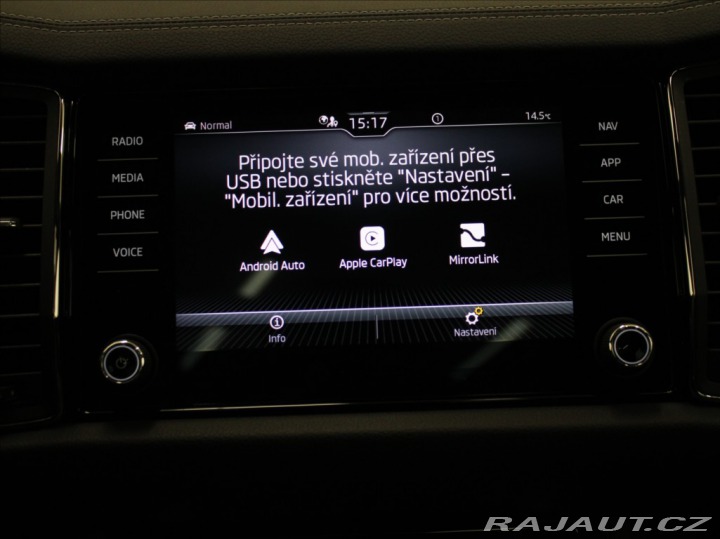 Normal
15:17
1
14.5°C
RADIO
MEDIA
PHONE
VOICE
NAV
APP
CAR
MENU
Připojte své mob. zařízení přes
USB nebo stiskněte "Nastavení" –
"Mobil. zařízení" pro více možností.
Android Auto
Apple CarPlay
MirrorLink
Info
Nastavení
RAJAUT.CZ